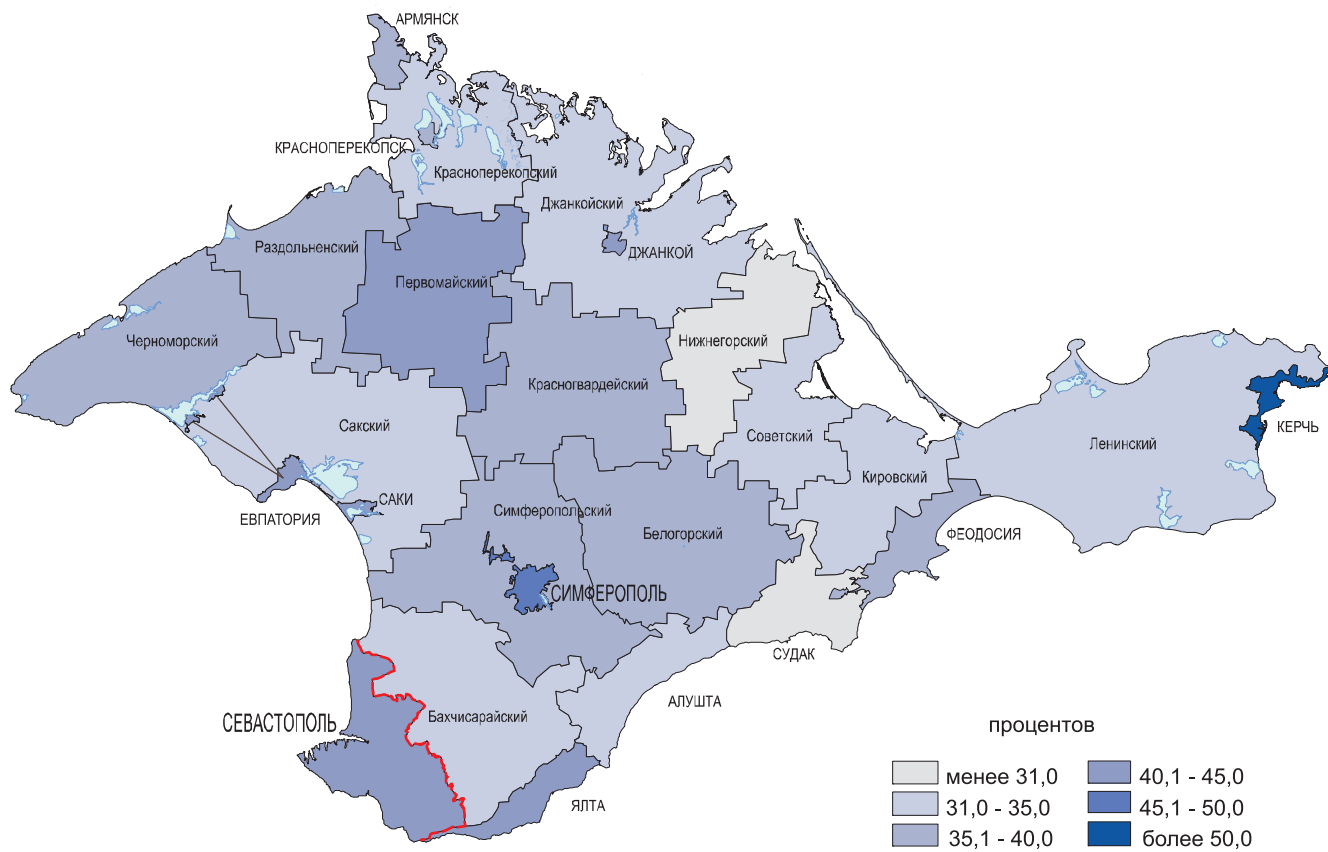 АРМЯНСК
КРАСНОПЕРЕКОПСК
Красноперекопский
Джанкойский
Раздольненский
ДЖАНКОЙ
Первомайский
Черноморский
Нижнегорский
Красногвардейский
Сакский
Советский
Ленинский
КЕРЧЬ
Кировский
САКИ
ЕВПАТОРИЯ
Симферопольский
Белогорский
ФЕОДОСИЯ
СИМФЕРОПОЛЬ
СУДАК
АЛУШТА
СЕВАСТОПОЛЬ
Бахчисарайский
ЯЛТА
процентов
менее 31,0
31,0 - 35,0
35,1 - 40,0
40,1 - 45,0
45,1 - 50,0
более 50,0